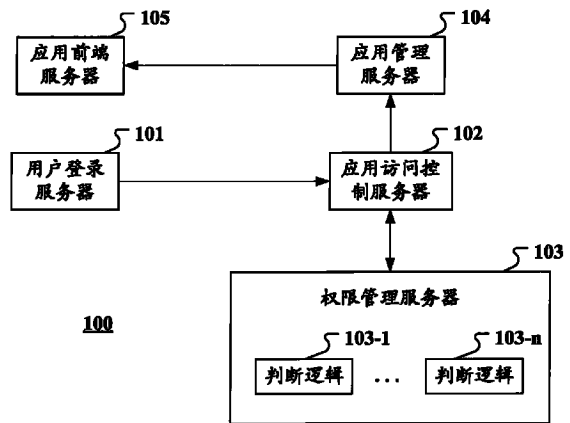 105
应用前端
服务器
104
应用管理
服务器
101
用户登录
服务器
102
应用访问控
制服务器
103
权限管理服务器
100
103-1
判断逻辑
...
103-n
判断逻辑